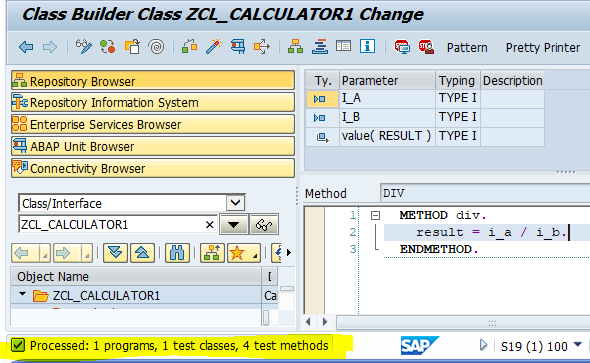 Class Builder Class ZCL_CALCULATOR1 Change
Pattern Pretty Printer
Repository Browser
Repository Information System
Enterprise Services Browser
ABAP Unit Browser
Connectivity Browser
Class/Interface
ZCL_CALCULATOR1
Object Name
ZCL_CALCULATOR1 Ca
Ty. Parameter Typing Description
I_A TYPE I
I_B TYPE I
value( RESULT ) TYPE I
Method DIV
1 METHOD div.
2 result = i_a / i_b.
3 ENDMETHOD.
Processed: 1 programs, 1 test classes, 4 test methods
SAP
S19 (1) 100